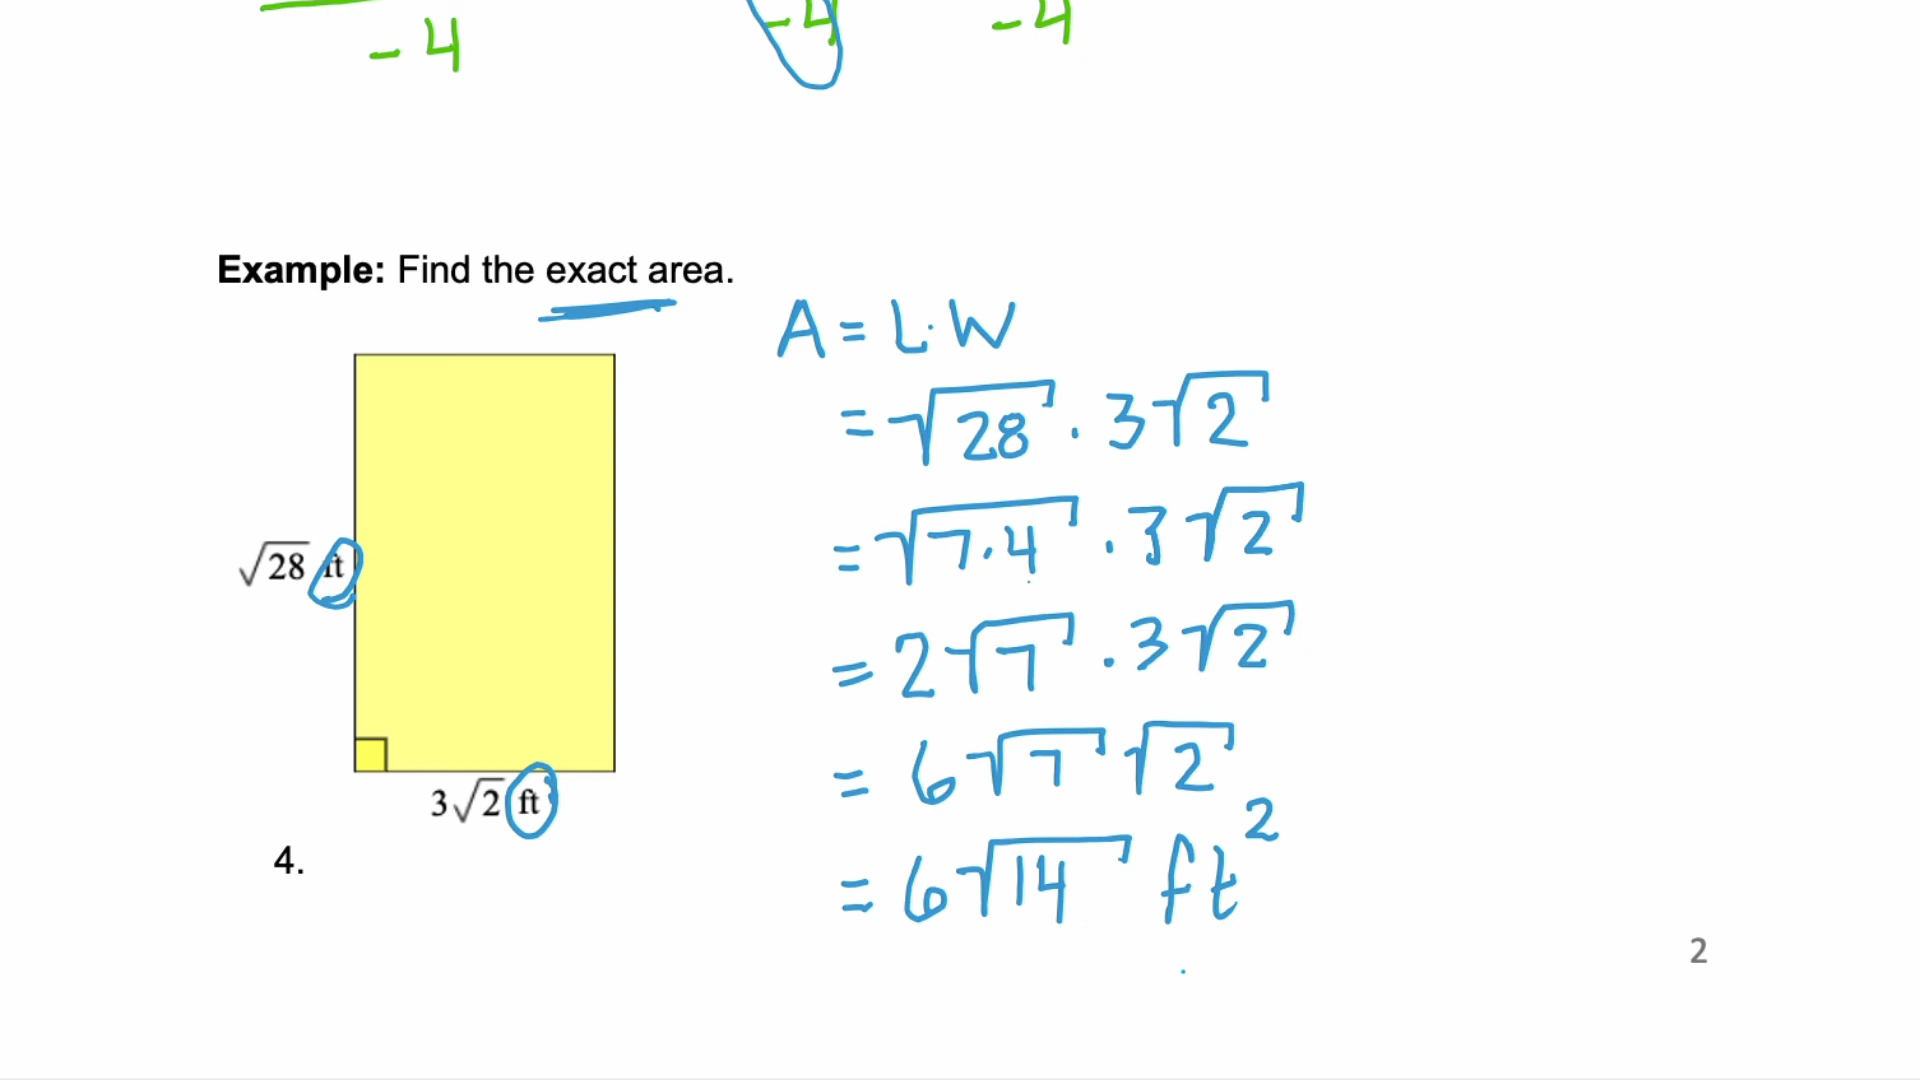 -4 -4 -4
Example: Find the exact area.
A = L·W
= √28 · 3√2
= √7·4 · 3√2
√28 ft
= 2√7 · 3√2
= 6√7 √2
3√2 ft
= 6√14 ft²
4.
2